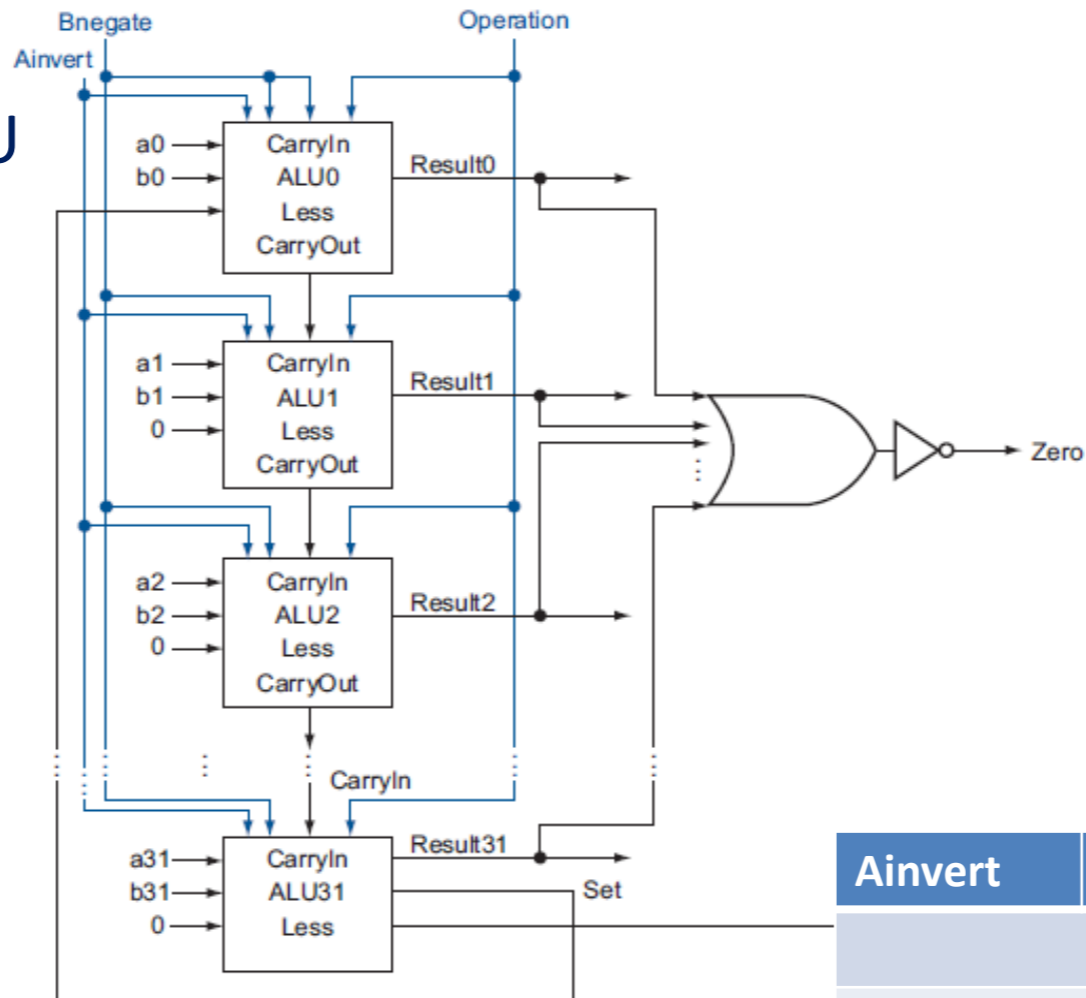 Bnegate
Operation
Ainvert
U
a0
b0
CarryIn
ALU0
Less
CarryOut
Result0
a1
b1
0
CarryIn
ALU1
Less
CarryOut
Result1
Zero
a2
b2
0
CarryIn
ALU2
Less
CarryOut
Result2
CarryIn
a31
b31
0
CarryIn
ALU31
Less
Result31
Set
Ainvert